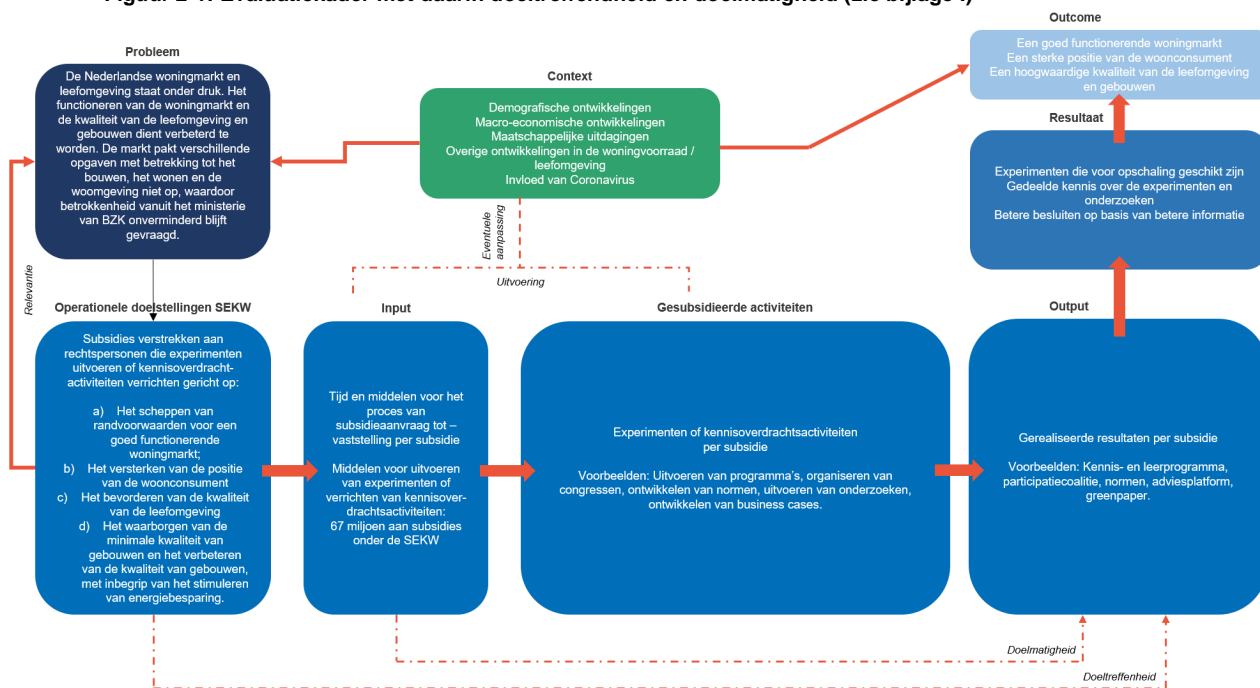 Probleem
De Nederlandse woningmarkt en
leefomgeving staat onder druk. Het
functioneren van de woningmarkt en
de kwaliteit van de leefomgeving en
gebouwen dient verbeterd te
worden. De markt pakt verschillende
opgaven met betrekking tot het
bouwen, het wonen en de
woomgeving niet op, waardoor
betrokkenheid vanuit het ministerie
van BZK onverminderd blijft
gevraagd.
Context
Demografische ontwikkelingen
Macro-economische ontwikkelingen
Maatschappelijke uitdagingen
Overige ontwikkelingen in de woningvoorraad /
leefomgeving
Invloed van Coronavirus
Outcome
Een goed functionerende woningmarkt
Een sterke positie van de woonconsument
Een hoogwaardige kwaliteit van de leefomgeving
en gebouwen
Resultaat
Experimenten die voor opschaling geschikt zijn
Gedeelde kennis over de experimenten en
onderzoeken
Betere besluiten op basis van betere informatie
Relevantie
Eventuele
aanpassing
Uitvoering
Operationele doelstellingen SEKW
Subsidies verstrekken aan
rechtspersonen die experimenten
uitvoeren of kennisoverdracht-
activiteiten verrichten gericht op:
a) Het scheppen van
randvoorwaarden voor een
goed functionerende
woningmarkt;
b) Het versterken van de positie
van de woonconsument
c) Het bevorderen van de kwaliteit
van de leefomgeving
d) Het waarborgen van de
minimale kwaliteit van
gebouwen en het verbeteren
van de kwaliteit van gebouwen,
met inbegrip van het stimuleren
van energiebesparing.
Input
Tijd en middelen voor het
proces van
subsidieaanvraag tot –
vaststelling per subsidie
Middelen voor uitvoeren
van experimenten of
verrichten van kennisover-
drachtsactiviteiten:
67 miljoen aan subsidies
onder de SEKW
Gesubsidieerde activiteiten
Experimenten of kennisoverdrachtsactiviteiten
per subsidie
Voorbeelden: Uitvoeren van programma's, organiseren van
congressen, ontwikkelen van normen, uitvoeren van onderzoeken,
ontwikkelen van business cases.
Output
Gerealiseerde resultaten per subsidie
Voorbeelden: Kennis- en leerprogramma,
participatiecoalitie, normen, adviesplatform,
greenpaper.
Doelmatigheid
Doeltreffenheid